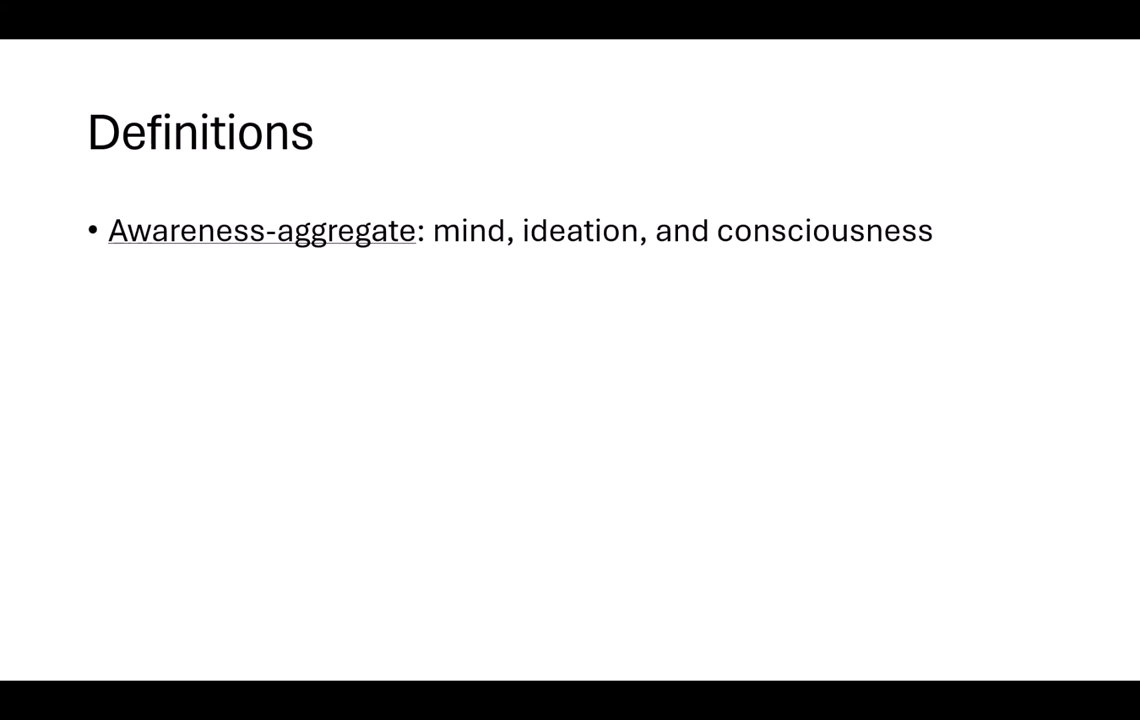 Definitions
• Awareness-aggregate: mind, ideation, and consciousness